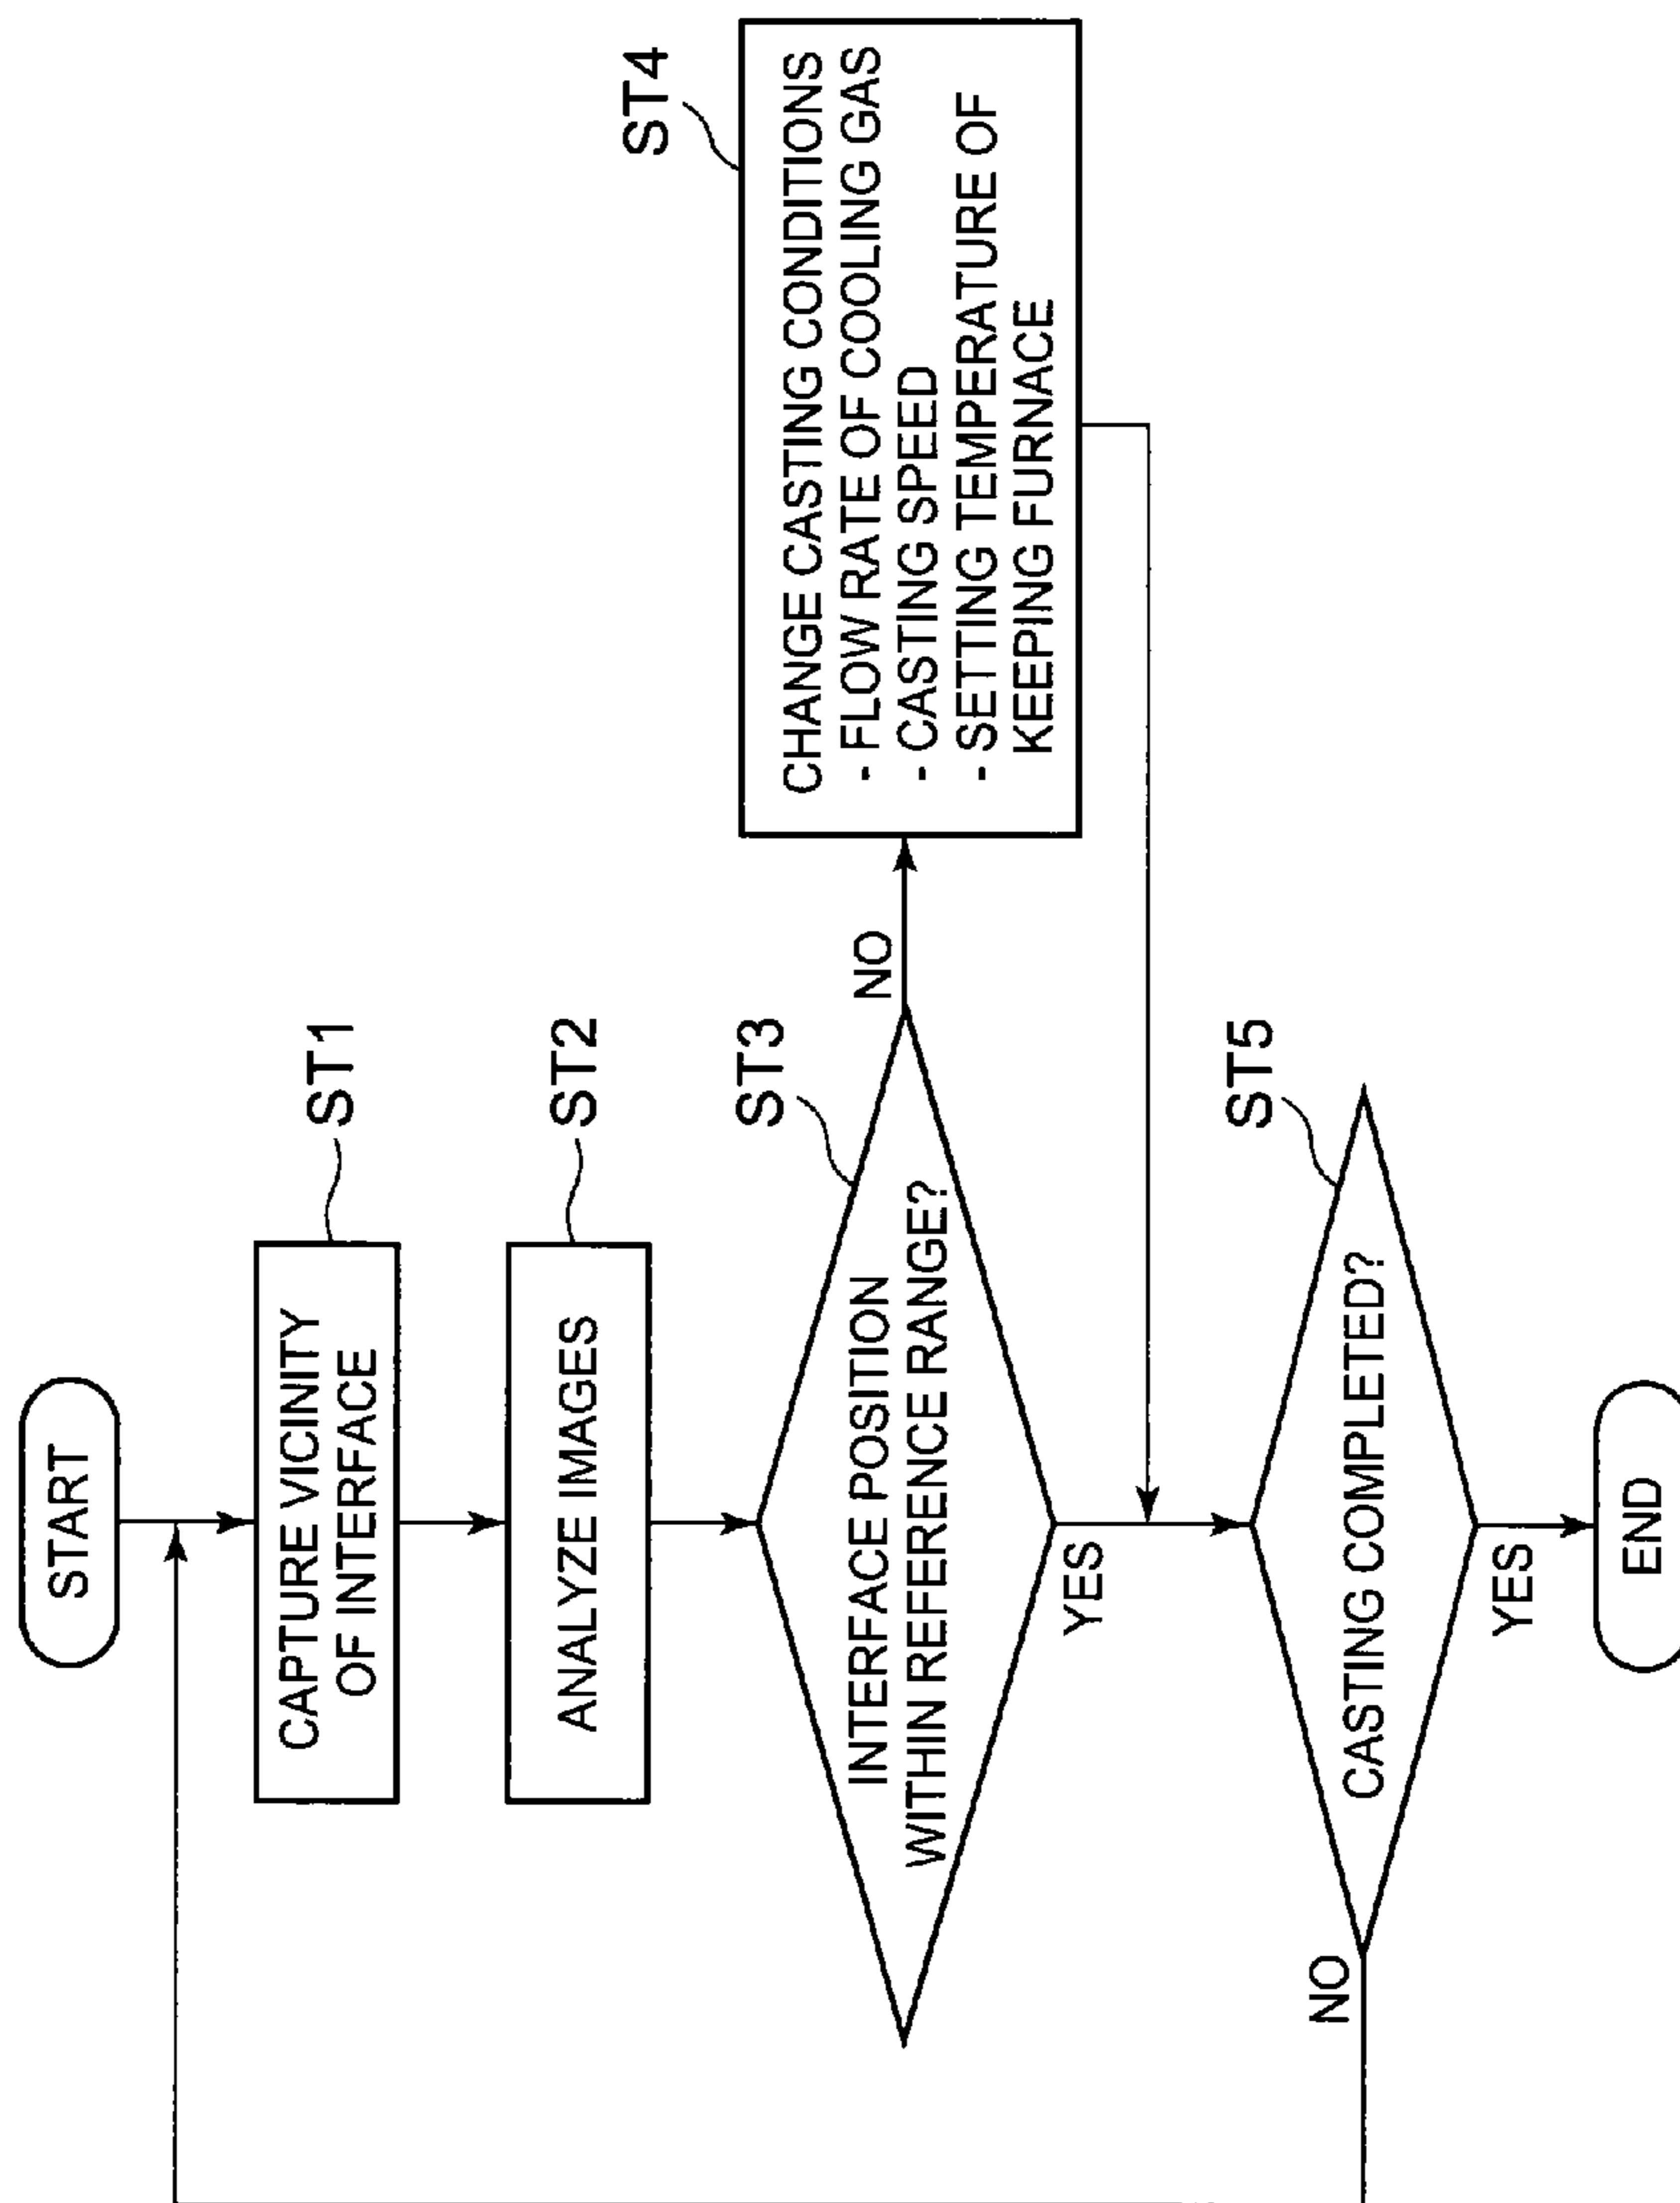 START
ST1
CAPTURE VICINITY
OF INTERFACE
ST2
ANALYZE IMAGES
ST3
INTERFACE POSITION
WITHIN REFERENCE RANGE?
NO
ST4
CHANGE CASTING CONDITIONS
- FLOW RATE OF COOLING GAS
- CASTING SPEED
- SETTING TEMPERATURE OF
KEEPING FURNACE
YES
ST5
CASTING COMPLETED?
NO
YES
END